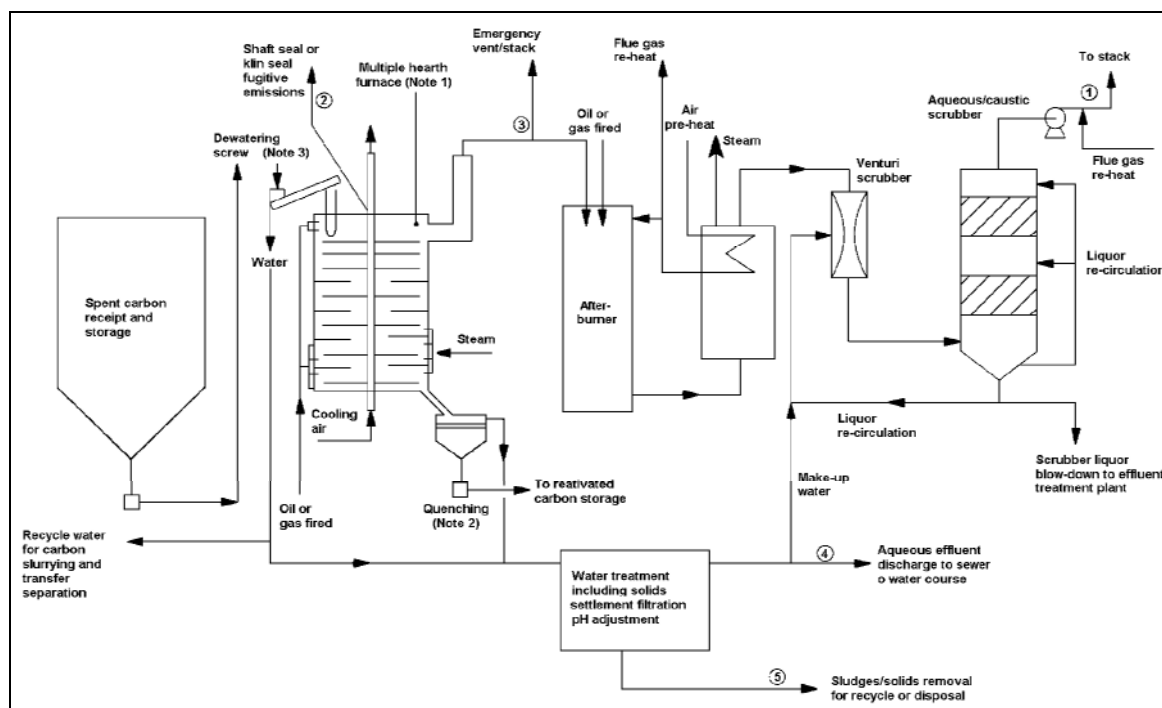 Emergency
vent/stack
Flue gas
re-heat
To stack
1
Shaft seal or
klin seal
fugitive
emissions
2
Multiple hearth
furnace (Note 1)
Aqueous/caustic
scrubber
3
Oil or
gas fired
Air
pre-heat
Steam
Dewatering
screw (Note 3)
Venturi
scrubber
Flue gas
re-heat
Water
Liquor
re-circulation
Spent carbon
receipt and
storage
After-
burner
Steam
Cooling
air
Liquor
re-circulation
Scrubber liquor
blow-down to effluent
treatment plant
To reativated
carbon storage
Make-up
water
Oil or
gas fired
Quenching
(Note 2)
Recycle water
for carbon
slurrying and
transfer
separation
4
Aqueous effluent
discharge to sewer
o water course
Water treatment
including solids
settlement filtration
pH adjustment
5
Sludges/solids removal
for recycle or disposal